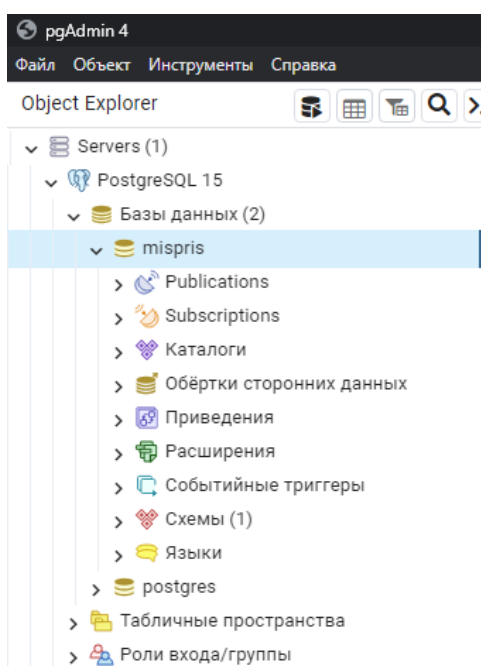 pgAdmin 4
Файл Объект Инструменты Справка
Object Explorer
Servers (1)
PostgreSQL 15
Базы данных (2)
mispris
Publications
Subscriptions
Каталоги
Обёртки сторонних данных
Приведения
Расширения
Событийные триггеры
Схемы (1)
Языки
postgres
Табличные пространства
Роли входа/группы